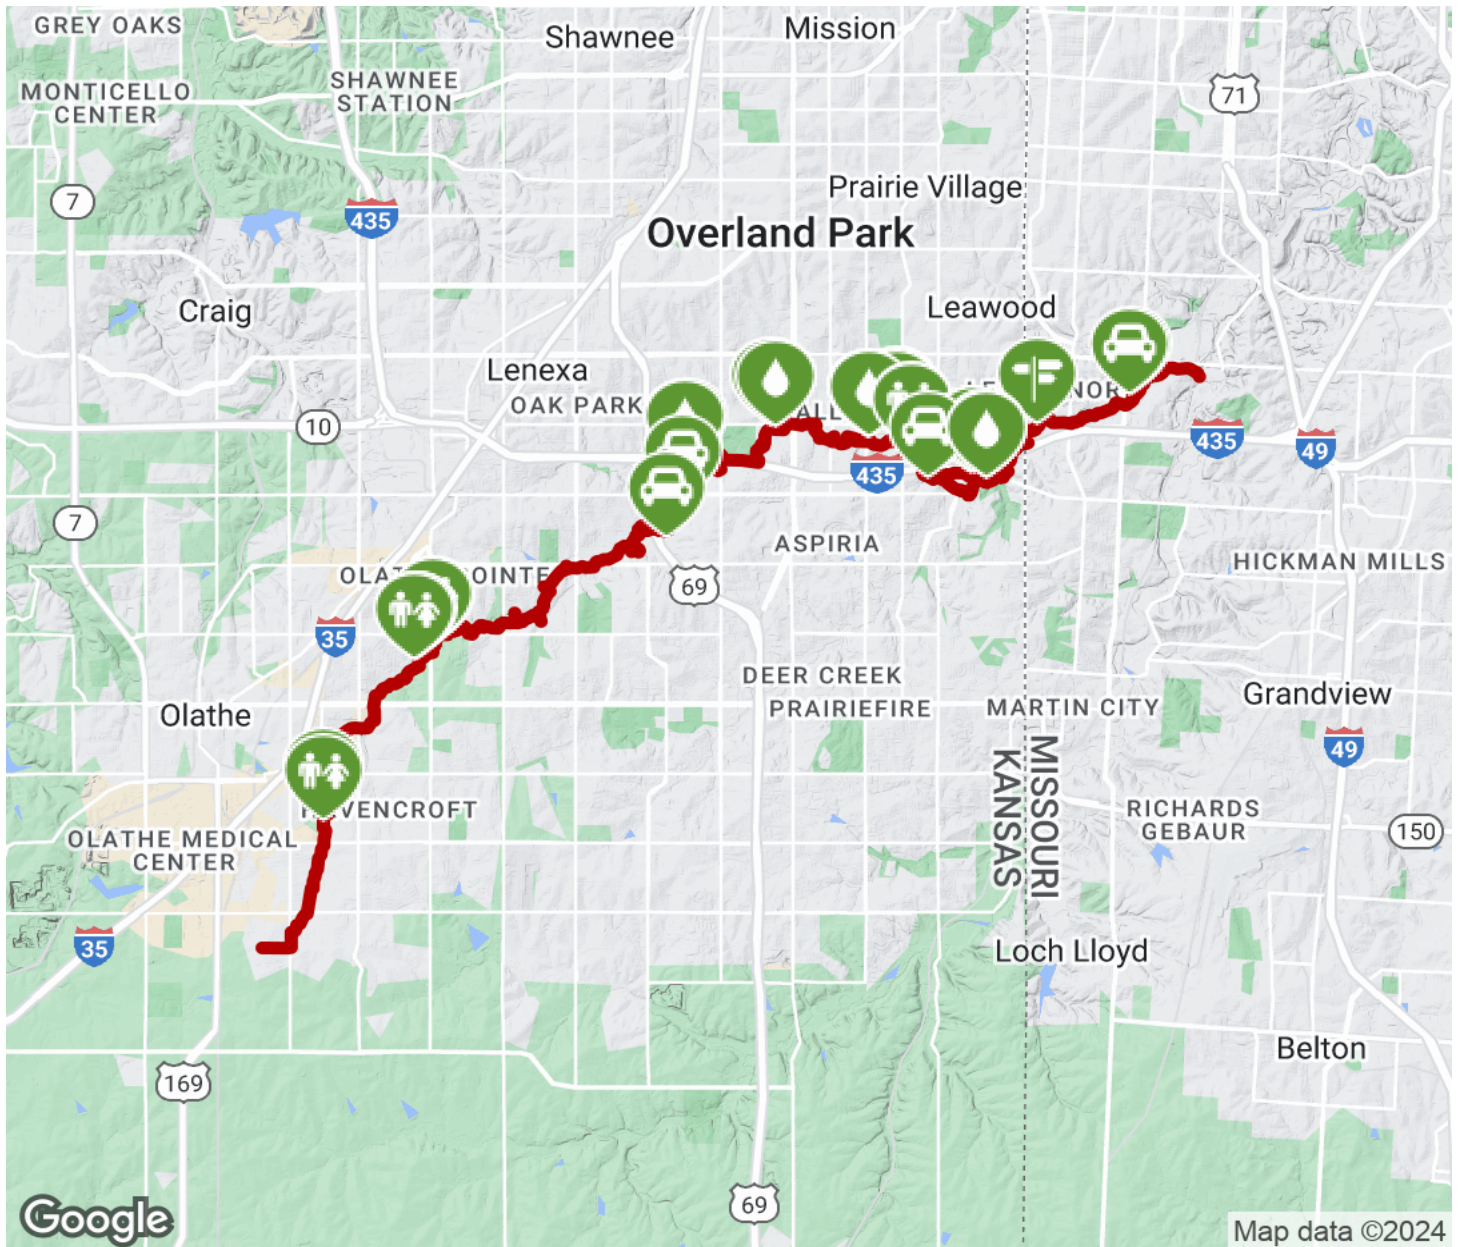 GREY OAKS
Shawnee
Mission
MONTICELLO
CENTER
SHAWNEE
STATION
71
7
435
Prairie Village
Overland Park
Craig
Leawood
Lenexa
OAK PARK
10
435
49
435
7
ASPIRIA
HICKMAN MILLS
69
35
DEER CREEK
PRAIRIEFIRE
MARTIN CITY
Grandview
Olathe
MISSOURI
KANSAS
49
OLATHE MEDICAL
CENTER
RICHARDS
GEBAUR
150
35
Loch Lloyd
Belton
169
69
Google
Map data ©2024